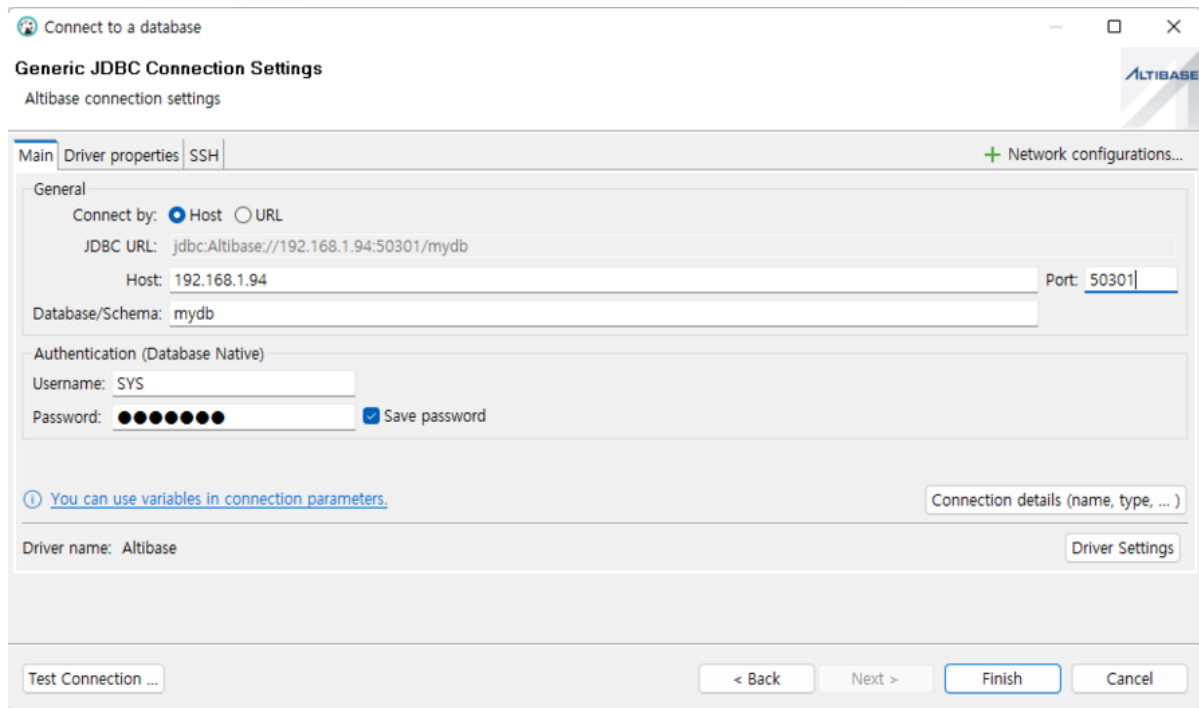 Connect to a database
Generic JDBC Connection Settings
Altibase connection settings
ALTIBASE
Main Driver properties SSH
Network configurations...
General
Connect by: Host URL
JDBC URL: jdbc:Altibase://192.168.1.94:50301/mydb
Host: 192.168.1.94 Port: 50301
Database/Schema: mydb
Authentication (Database Native)
Username: SYS
Password: ●●●●●●● Save password
You can use variables in connection parameters.
Connection details (name, type, ... )
Driver name: Altibase
Driver Settings
Test Connection ... < Back Next > Finish Cancel